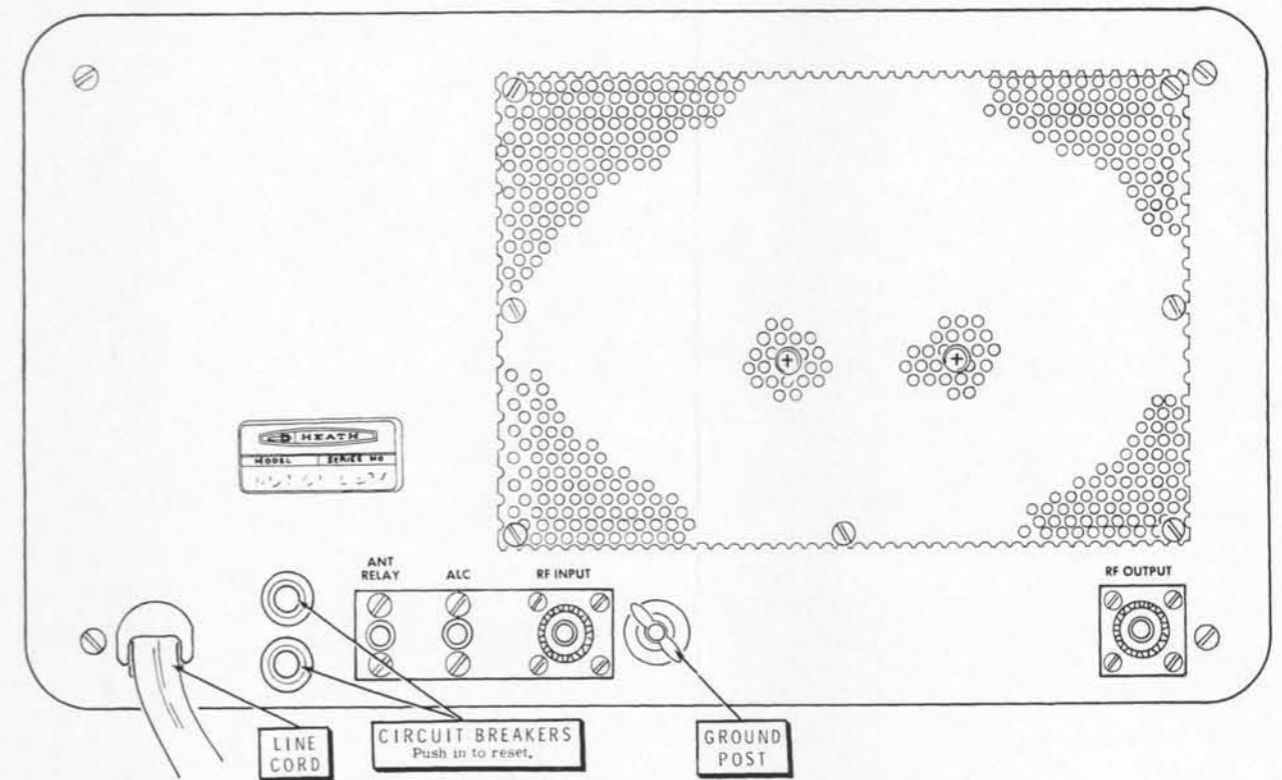 HEATH
MODEL SERIES NO
ANT
RELAY
ALC
RF INPUT
RF OUTPUT
LINE
CORD
CIRCUIT BREAKERS
Push in to reset.
GROUND
POST